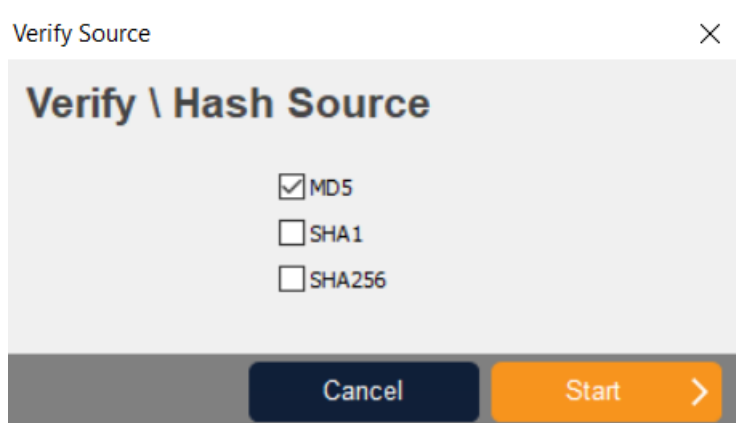 Verify Source
Verify \ Hash Source
MD5
SHA1
SHA256
Cancel
Start